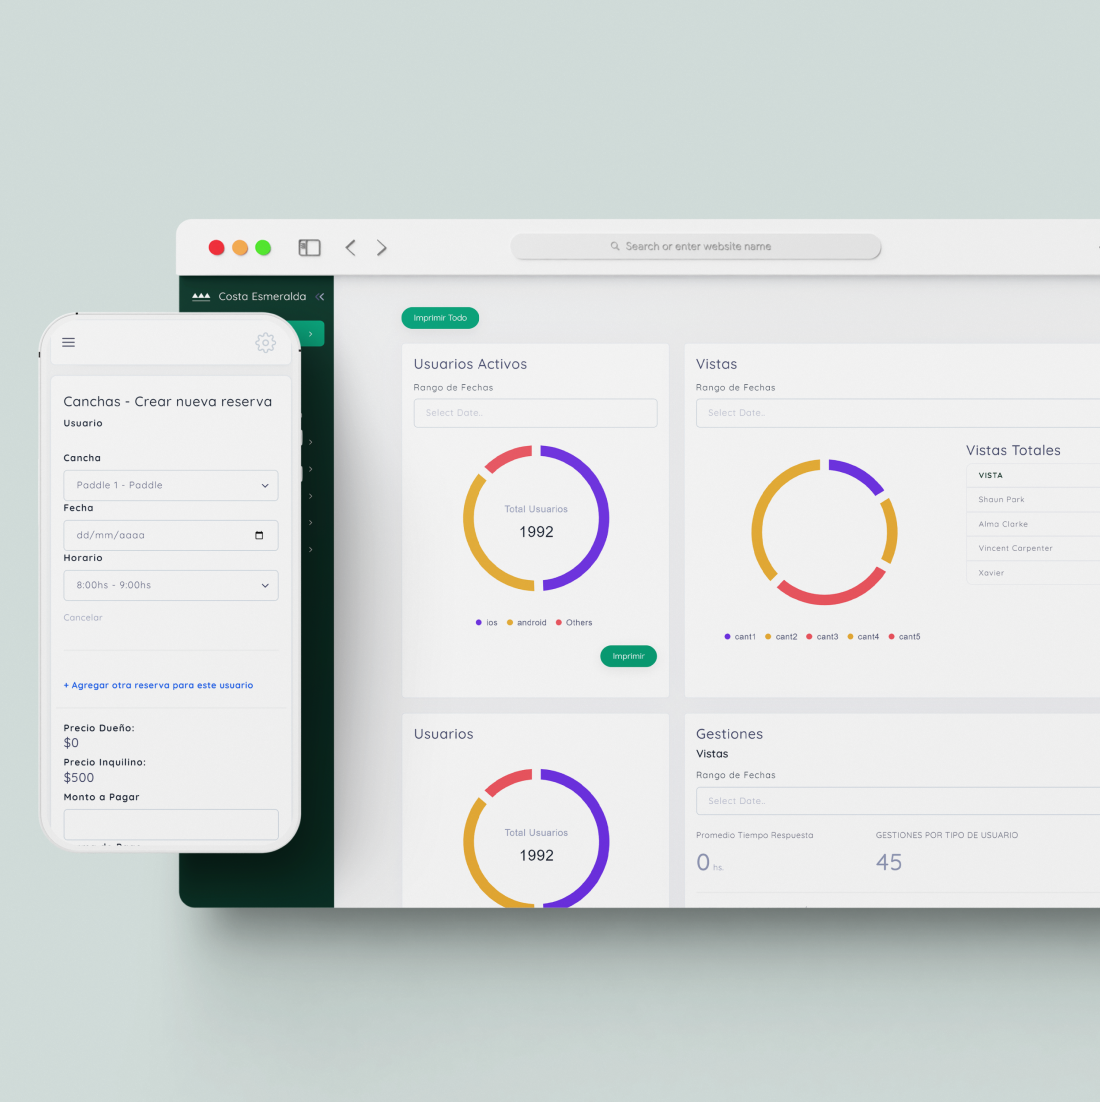 Search or enter website name
Costa Esmeralda
Imprimir Todo
Usuarios Activos
Rango de Fechas
Select Date..
Total Usuarios
1992
ios
android
Others
Imprimir
Vistas
Rango de Fechas
Select Date..
Vistas Totales
VISTA
Shaun Park
Alma Clarke
Vincent Carpenter
Xavier
cant1
cant2
cant3
cant4
cant5
Usuarios
Total Usuarios
1992
Gestiones
Vistas
Rango de Fechas
Select Date..
Promedio Tiempo Respuesta
0 hs.
GESTIONES POR TIPO DE USUARIO
45
Canchas - Crear nueva reserva
Usuario
Cancha
Paddle 1 - Paddle
Fecha
dd/mm/aaaa
Horario
8:00hs - 9:00hs
Cancelar
+ Agregar otra reserva para este usuario
Precio Dueño:
$0
Precio Inquilino:
$500
Monto a Pagar